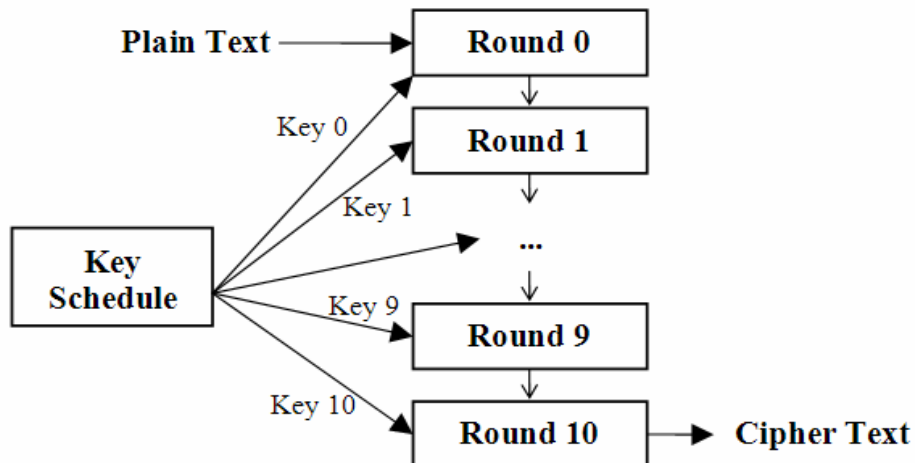 Plain Text
Round 0
Key 0
Round 1
Key 1
...
Key
Schedule
Key 9
Round 9
Key 10
Round 10
Cipher Text